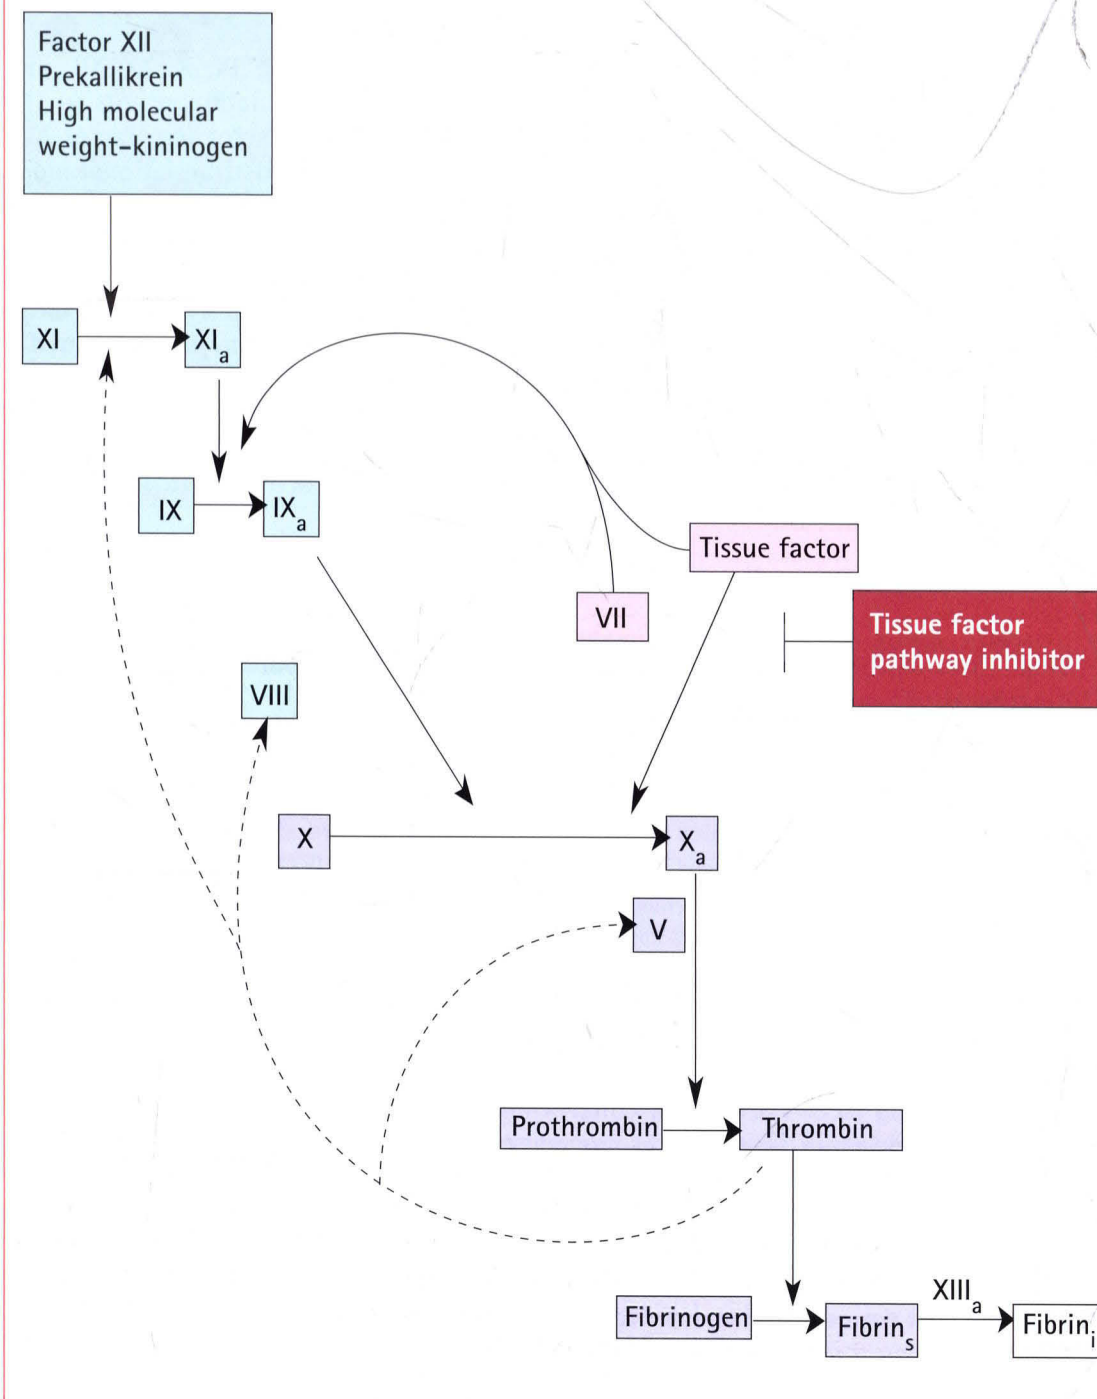 Factor XII
Prekallikrein
High molecular
weight-kininogen
XI
XIa
IX
IXa
Tissue factor
VII
Tissue factor
pathway inhibitor
VIII
X
Xa
V
Prothrombin
Thrombin
XIIIa
Fibrinogen
Fibrins
Fibrini